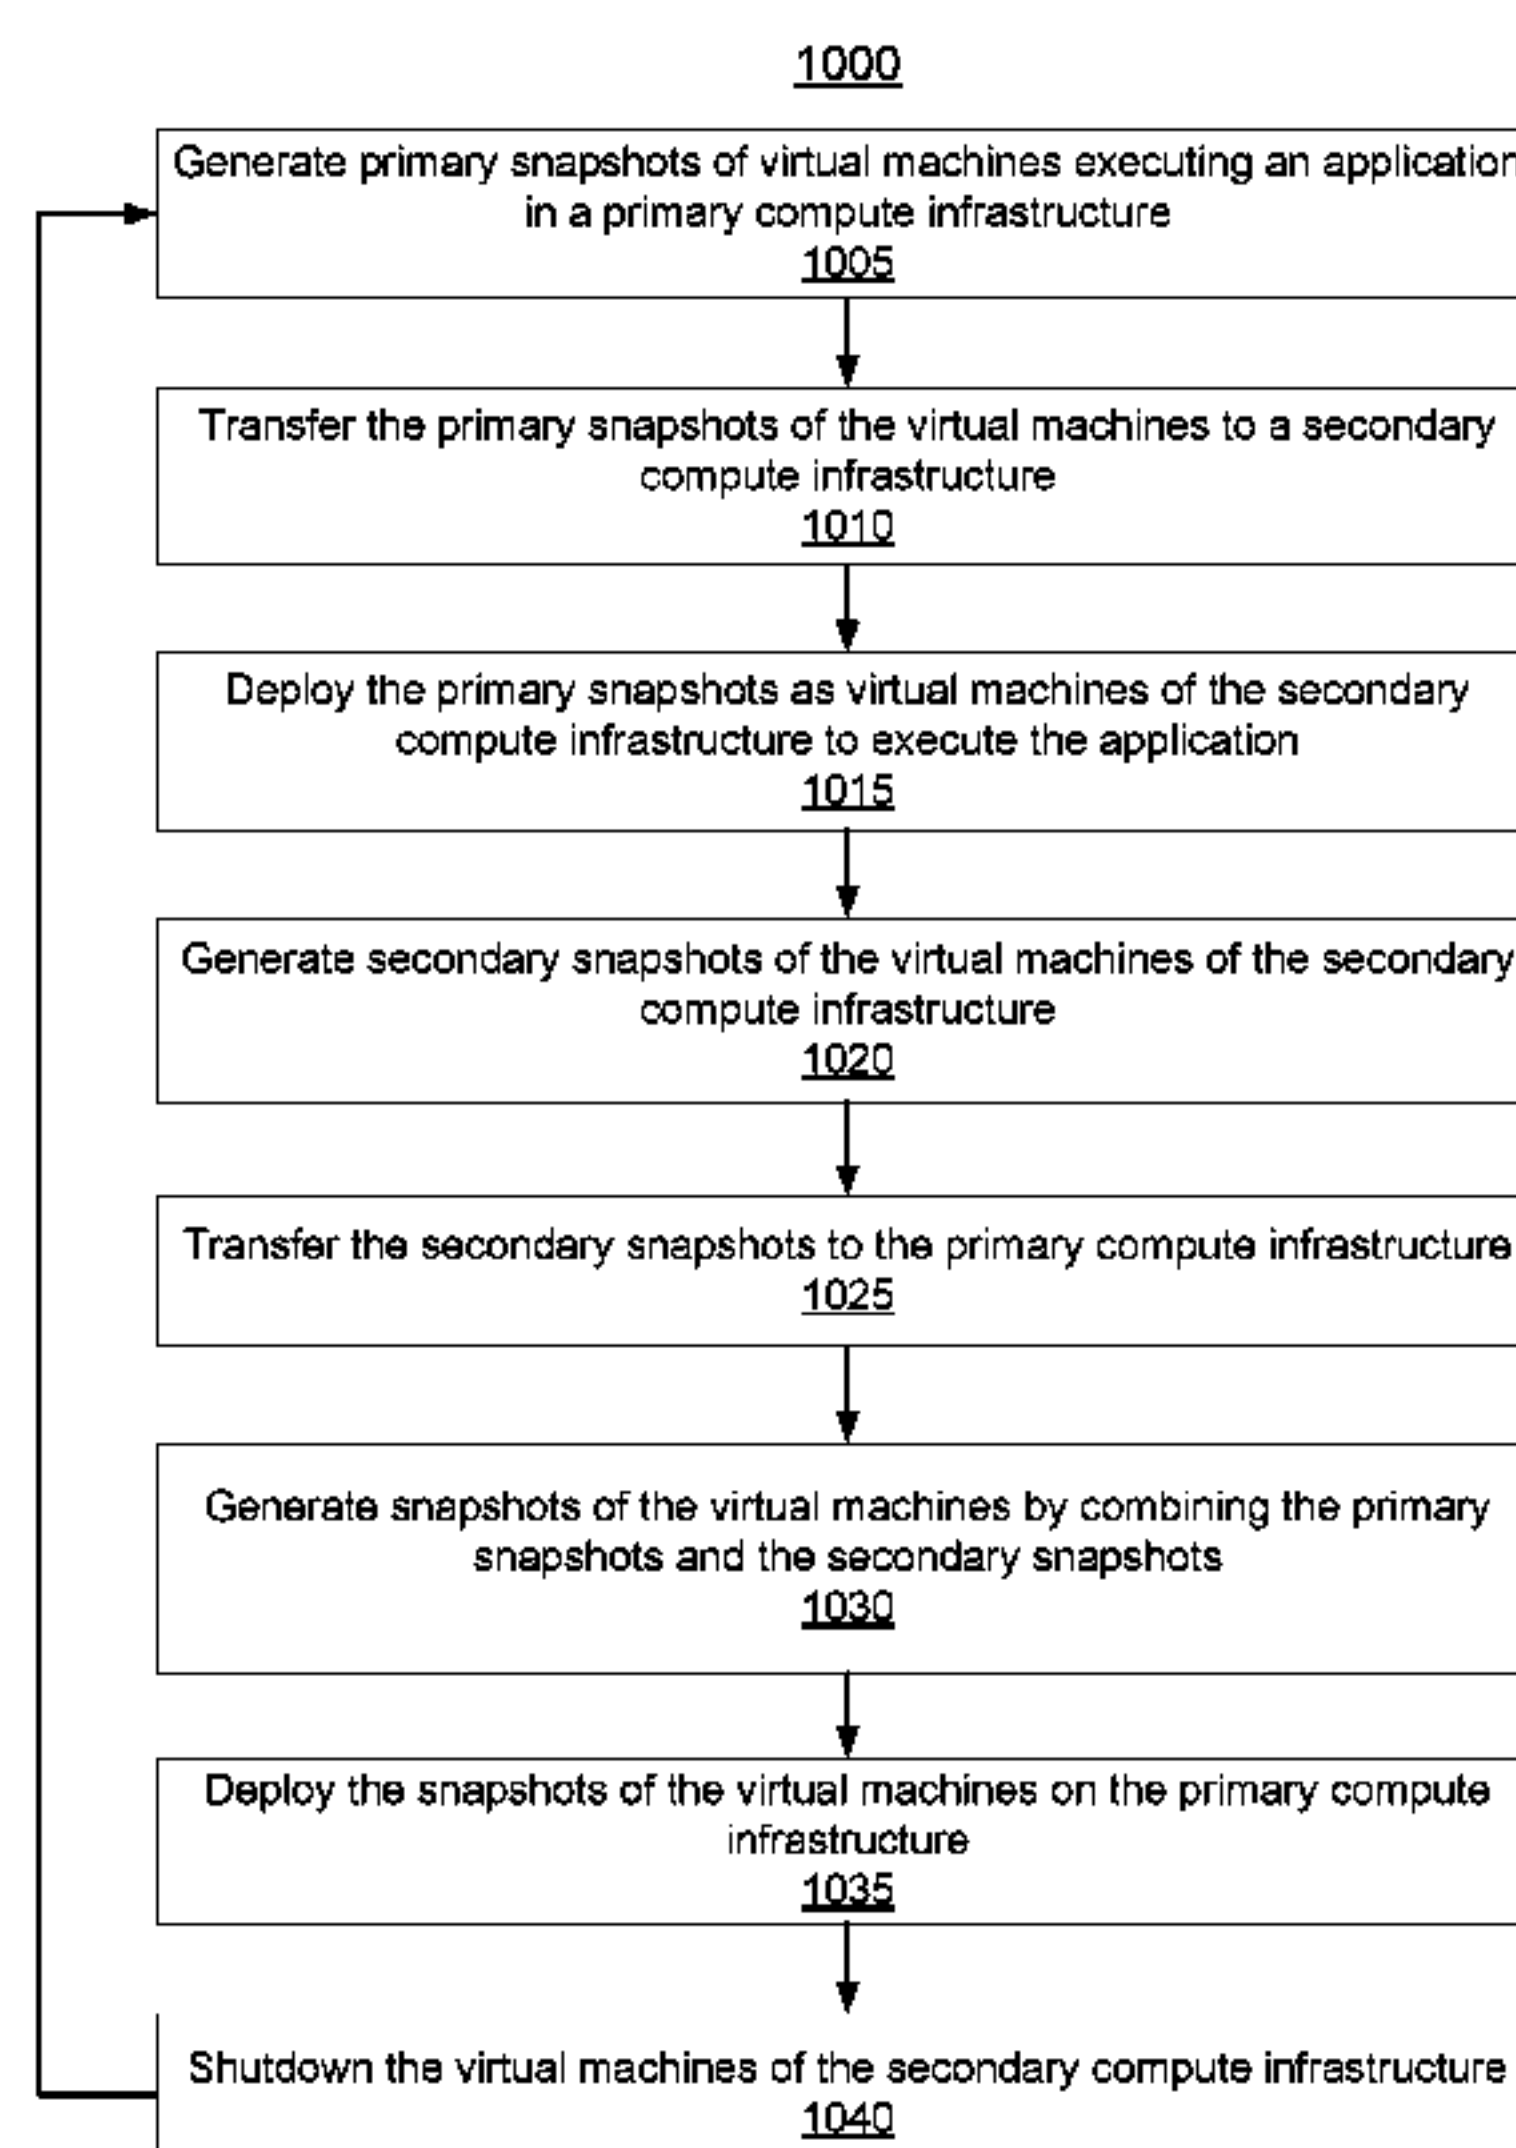 1000
Generate primary snapshots of virtual machines executing an application
in a primary compute infrastructure
1005
Transfer the primary snapshots of the virtual machines to a secondary
compute infrastructure
1010
Deploy the primary snapshots as virtual machines of the secondary
compute infrastructure to execute the application
1015
Generate secondary snapshots of the virtual machines of the secondary
compute infrastructure
1020
Transfer the secondary snapshots to the primary compute infrastructure
1025
Generate snapshots of the virtual machines by combining the primary
snapshots and the secondary snapshots
1030
Deploy the snapshots of the virtual machines on the primary compute
infrastructure
1035
Shutdown the virtual machines of the secondary compute infrastructure
1040